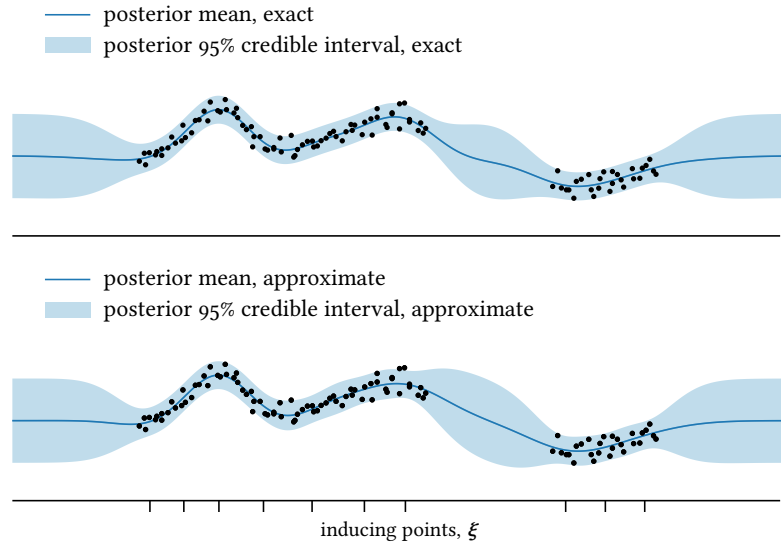 posterior mean, exact
posterior 95% credible interval, exact
posterior mean, approximate
posterior 95% credible interval, approximate
inducing points, ξ